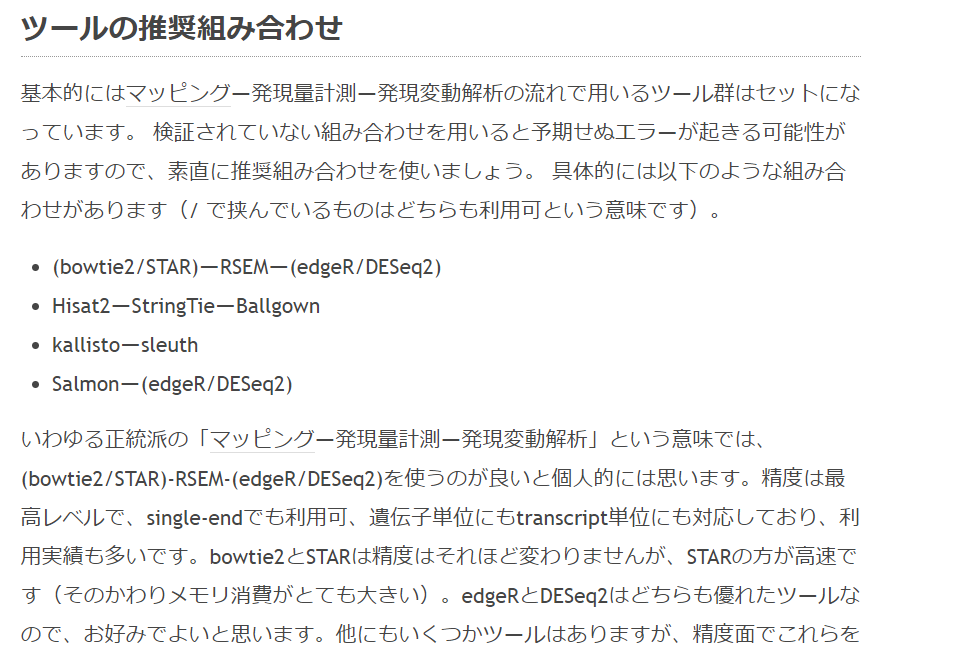 ツールの推奨組み合わせ
基本的にはマッピングー発現量計測ー発現変動解析の流れで用いるツール群はセットにな
っています。 検証されていない組み合わせを用いると予期せぬエラーが起きる可能性が
ありますので、素直に推奨組み合わせを使いましょう。 具体的には以下のような組み合
わせがあります（/ で挟んでいるものはどちらも利用可という意味です）。
• (bowtie2/STAR)ーRSEMー(edgeR/DESeq2)
• Hisat2ーStringTieーBallgown
• kallistoーsleuth
• Salmonー(edgeR/DESeq2)
いわゆる正統派の「マッピングー発現量計測ー発現変動解析」という意味では、
(bowtie2/STAR)-RSEM-(edgeR/DESeq2)を使うのが良いと個人的には思います。精度は最
高レベルで、single-endでも利用可、遺伝子単位にもtranscript単位にも対応しており、利
用実績も多いです。bowtie2とSTARは精度はそれほど変わりませんが、STARの方が高速で
す（そのかわりメモリ消費がとても大きい）。edgeRとDESeq2はどちらも優れたツールな
ので、お好みでよいと思います。他にもいくつかツールはありますが、精度面でこれらを